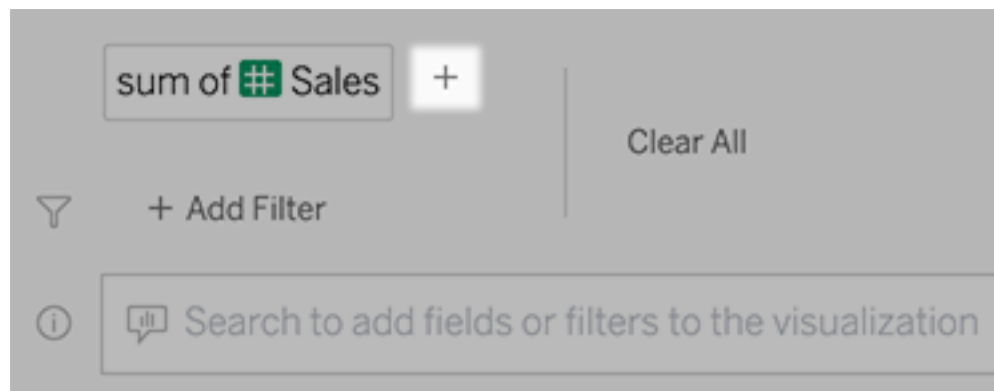 sum of # Sales +
Clear All
+ Add Filter
Search to add fields or filters to the visualization